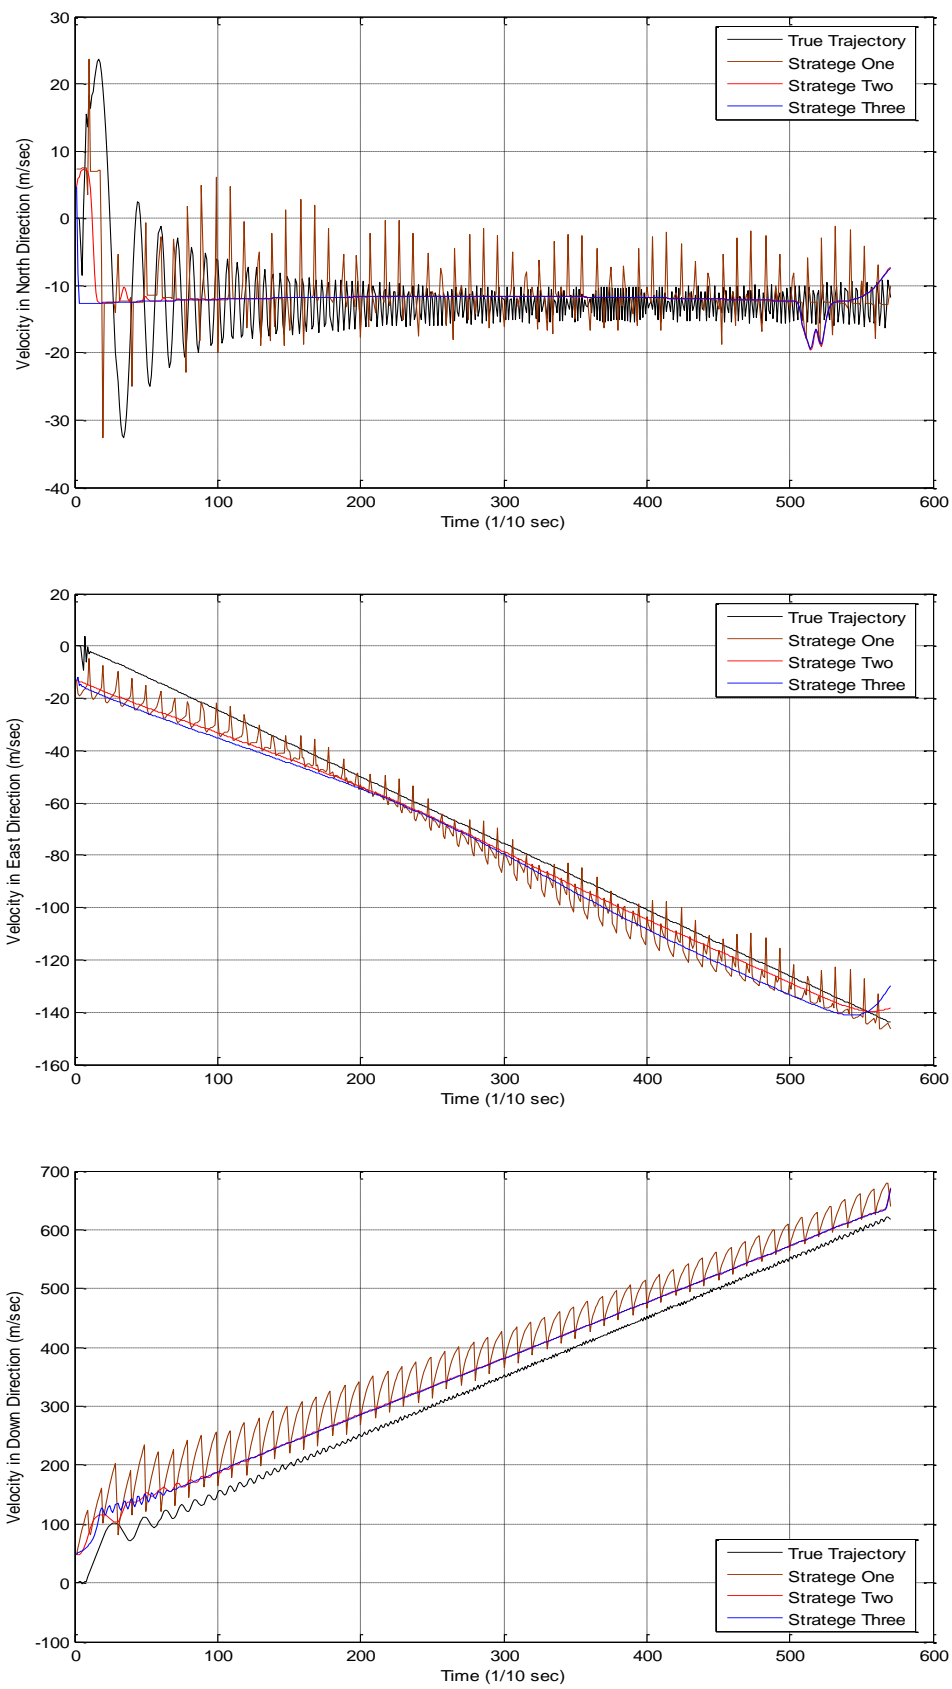 30
20
10
0
-10
-20
-30
-40
Velocity in North Direction (m/sec)
True Trajectory
Stratege One
Stratege Two
Stratege Three
0 100 200 300 400 500 600
Time (1/10 sec)
20
0
-20
-40
-60
-80
-100
-120
-140
-160
Velocity in East Direction (m/sec)
True Trajectory
Stratege One
Stratege Two
Stratege Three
0 100 200 300 400 500 600
Time (1/10 sec)
700
600
500
400
300
200
100
0
-100
Velocity in Down Direction (m/sec)
True Trajectory
Stratege One
Stratege Two
Stratege Three
0 100 200 300 400 500 600
Time (1/10 sec)